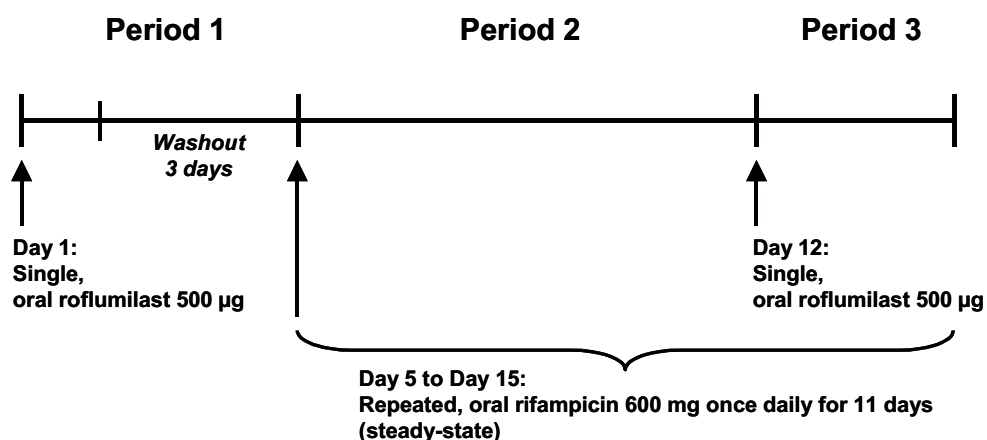 Period 1
Period 2
Period 3
Washout
3 days
Day 1:
Single,
oral roflumilast 500 µg
Day 12:
Single,
oral roflumilast 500 µg
Day 5 to Day 15:
Repeated, oral rifampicin 600 mg once daily for 11 days
(steady-state)